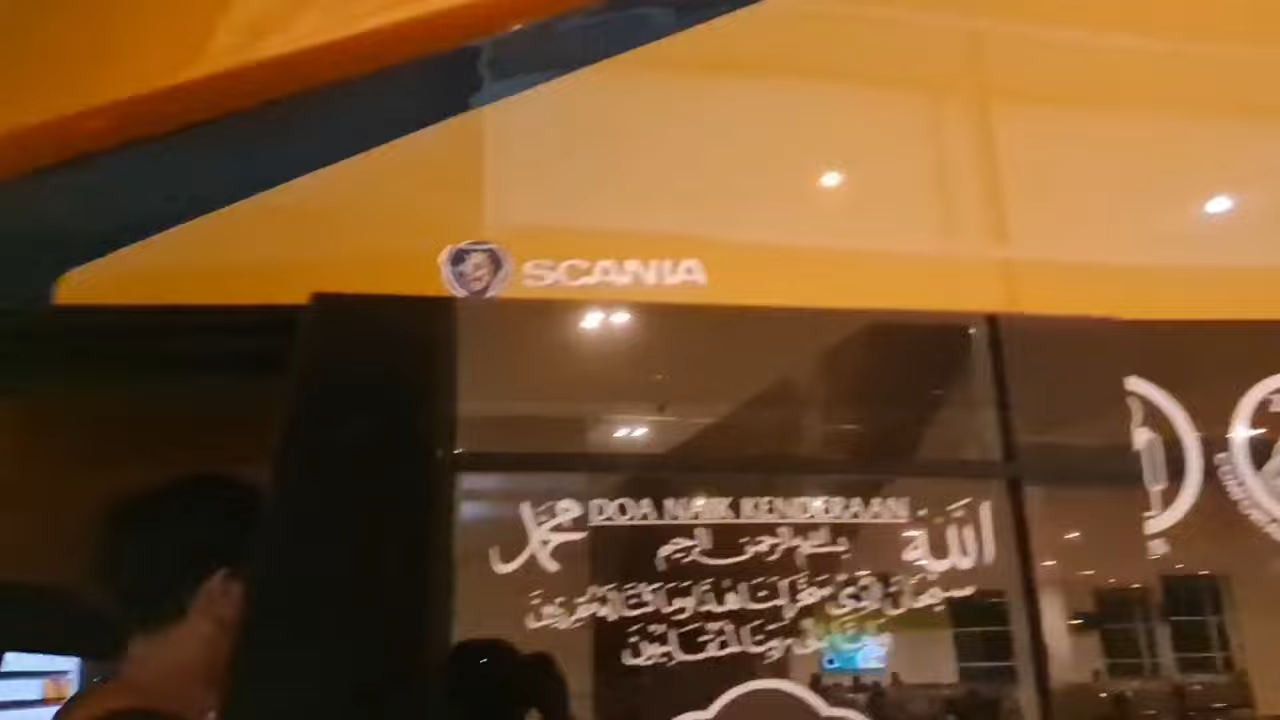 SCANIA
محمد DOA NAIK KENDERAAN الله
بسم الله الرحمن الرحيم
سبحان الذي سخر لنا هذا وما كنا له مقرنين
وإنا إلى ربنا لمنقلبون